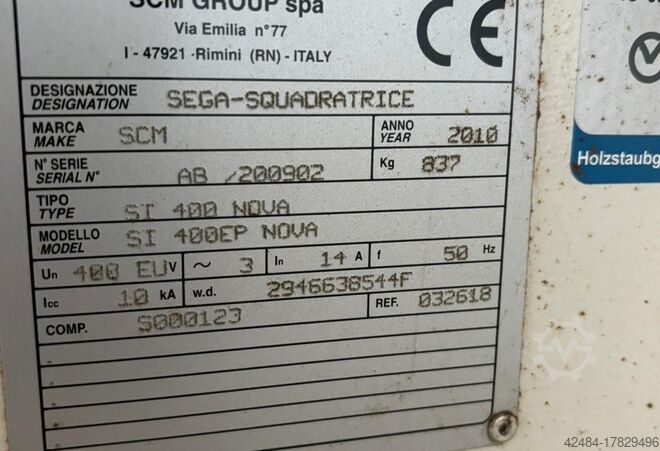 SCM GROUP spa
Via Emilia n°77
I - 47921 -Rimini (RN) - ITALY
CE
DESIGNAZIONE
DESIGNATION
SEGA-SQUADRATRICE
MARCA
MAKE
SCM
ANNO
YEAR
2010
N° SERIE
SERIAL N°
AB /200902
Kg
837
TIPO
TYPE
SI 400 NOVA
MODELLO
MODEL
SI 400EP NOVA
Un 400 EU V ~ 3 In 14 A f 50 Hz
Icc 10 kA w.d. 2946638544F REF. 032618
COMP. S000123
Holzstaubg
42484-17829496